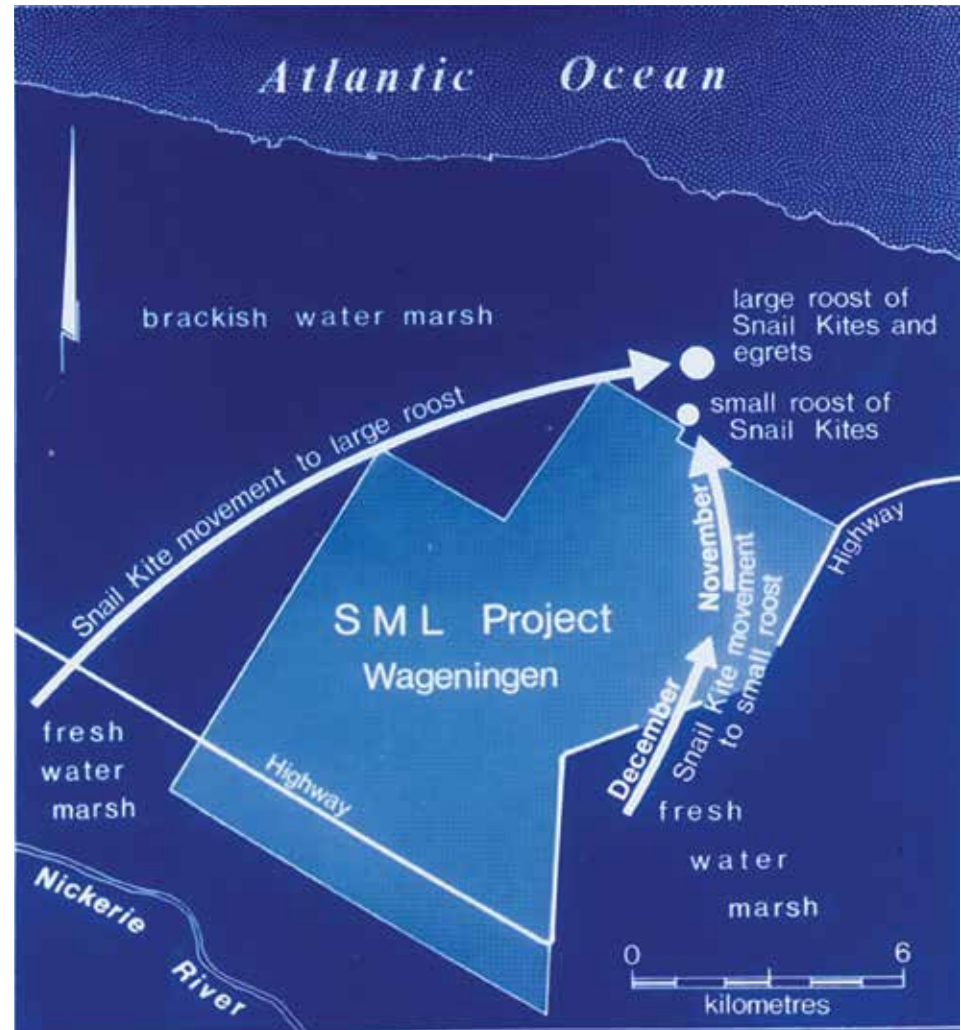 Atlantic Ocean
brackish water marsh
large roost of
Snail Kites and
egrets
small roost of
Snail Kites
Snail Kite movement to large roost
Highway
November
S M L Project
Wageningen
December
Snail Kite movement
to small roost
fresh
water
marsh
Highway
fresh
water
marsh
Nickerie
River
0 6
kilometres